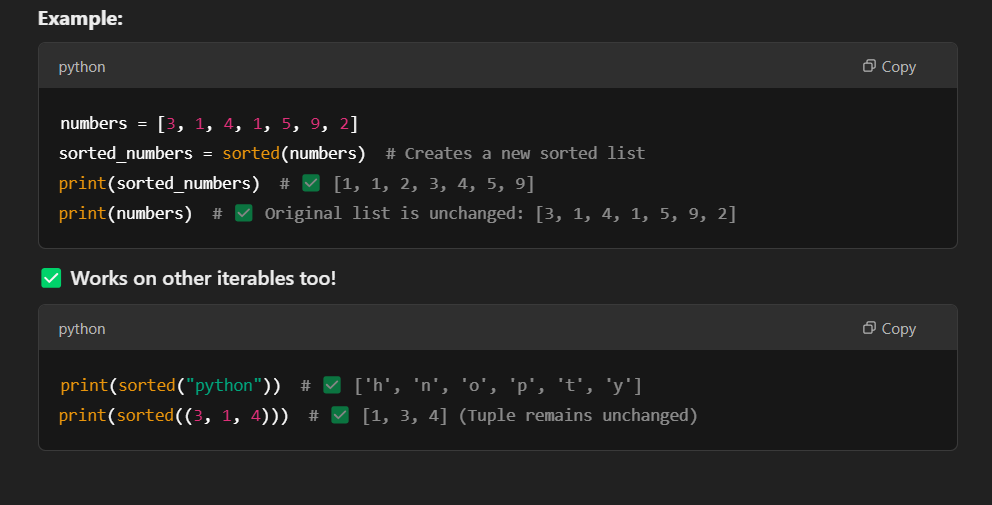 Example:
python
Copy
numbers = [3, 1, 4, 1, 5, 9, 2]
sorted_numbers = sorted(numbers)  # Creates a new sorted list
print(sorted_numbers)  # ✅ [1, 1, 2, 3, 4, 5, 9]
print(numbers)  # ✅ Original list is unchanged: [3, 1, 4, 1, 5, 9, 2]
✅ Works on other iterables too!
python
Copy
print(sorted("python"))  # ✅ ['h', 'n', 'o', 'p', 't', 'y']
print(sorted((3, 1, 4)))  # ✅ [1, 3, 4] (Tuple remains unchanged)